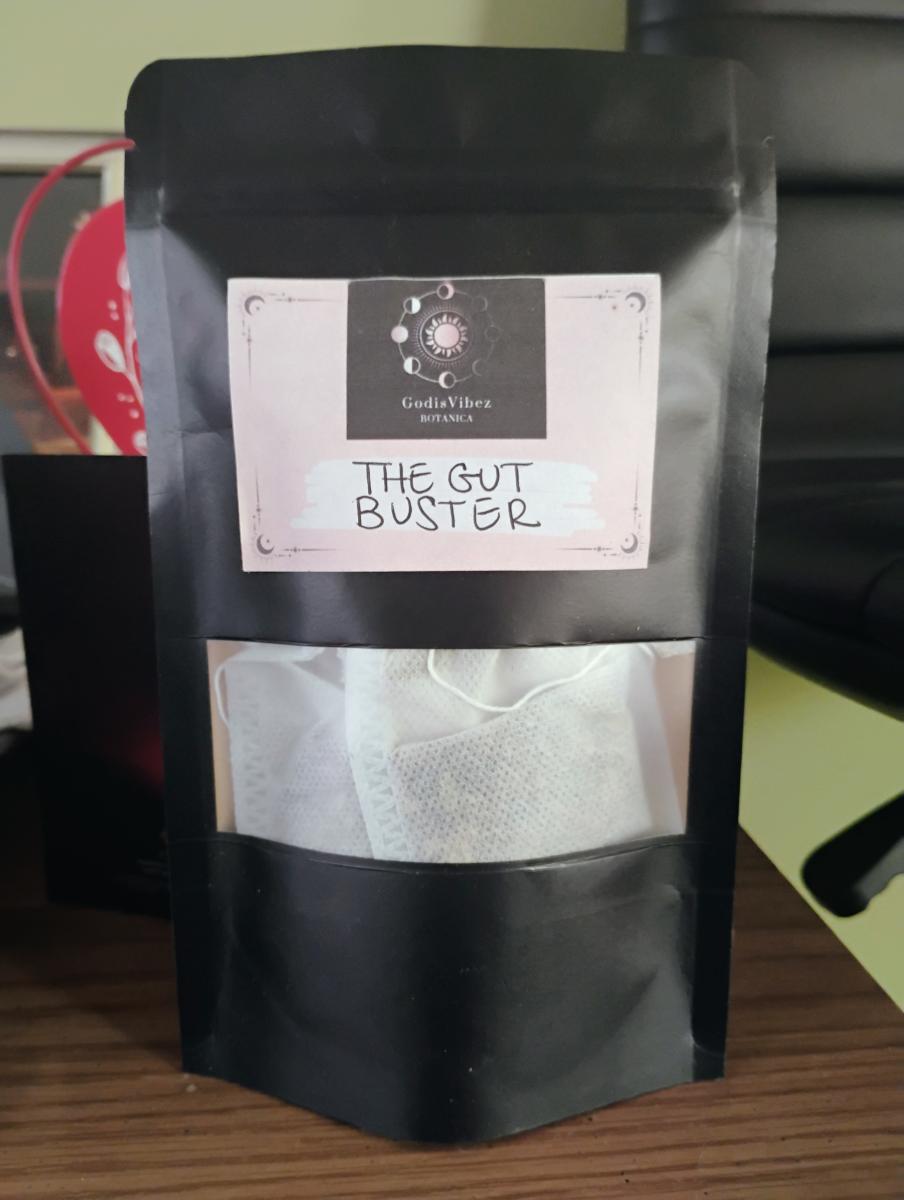 GodisVibez
BOTANICA
THE GUT
BUSTER